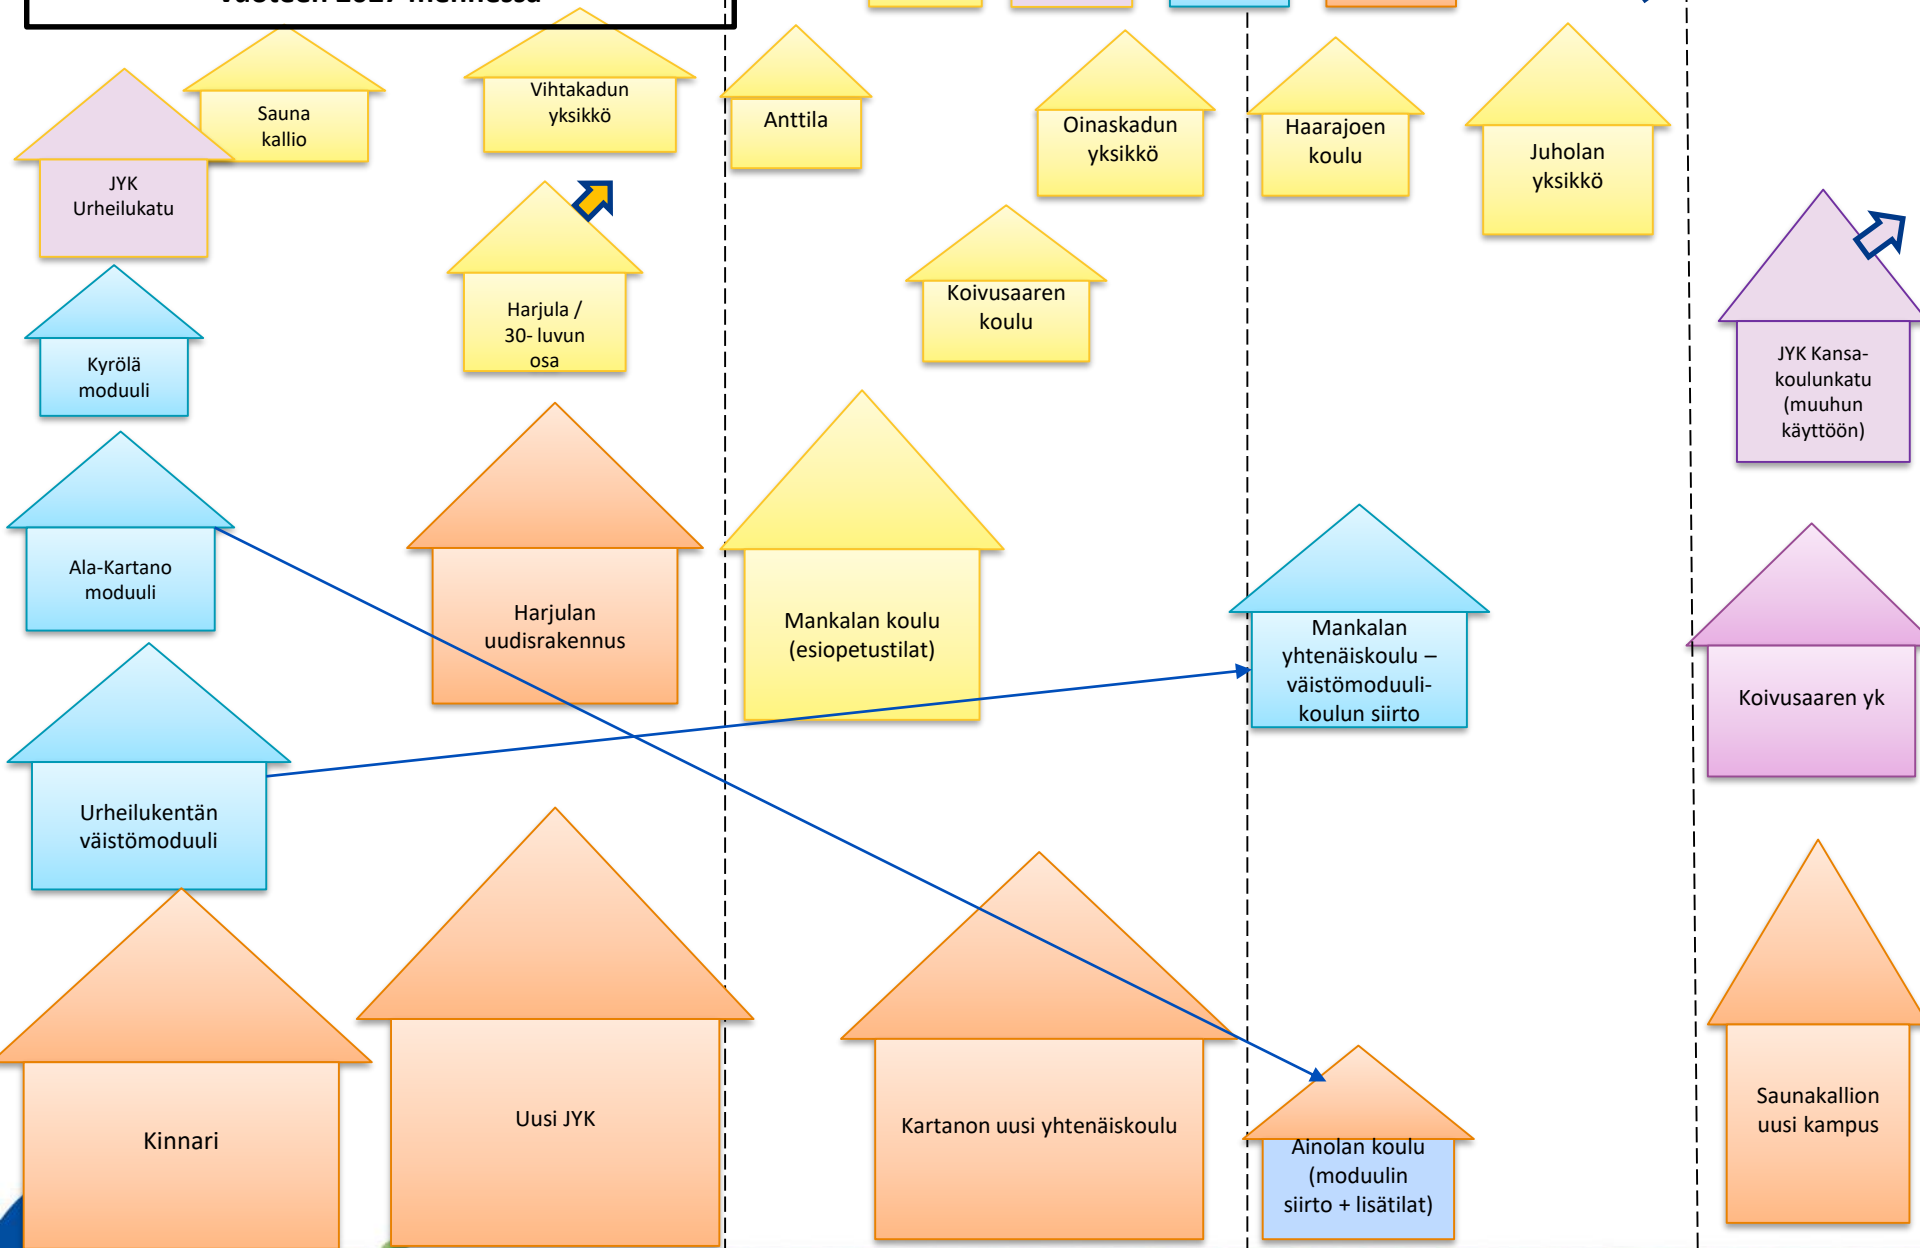 vuoteen 2027 mennessä
Sauna
kallio
Vihtakadun
yksikkö
Anttila
Oinaskadun
yksikkö
Haarajoen
koulu
Juholan
yksikkö
JYK
Urheilukatu
Harjula /
30- luvun
osa
Koivusaaren
koulu
JYK Kansa-
koulunkatu
(muuhun
käyttöön)
Kyrölä
moduuli
Ala-Kartano
moduuli
Harjulan
uudisrakennus
Mankalan koulu
(esiopetustilat)
Mankalan
yhtenäiskoulu –
väistömoduuli-
koulun siirto
Koivusaaren yk
Urheilukentän
väistömoduuli
Kinnari
Uusi JYK
Kartanon uusi yhtenäiskoulu
Ainolan koulu
(moduulin
siirto + lisätilat)
Saunakallion
uusi kampus